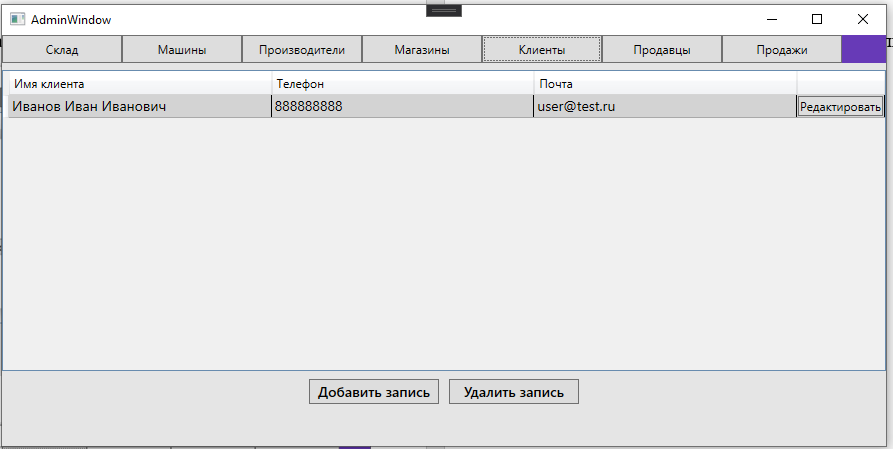 AdminWindow
Склад Машины Производители Магазины Клиенты Продавцы Продажи
Имя клиента Телефон Почта
Иванов Иван Иванович 888888888 user@test.ru Редактировать
Добавить запись Удалить запись